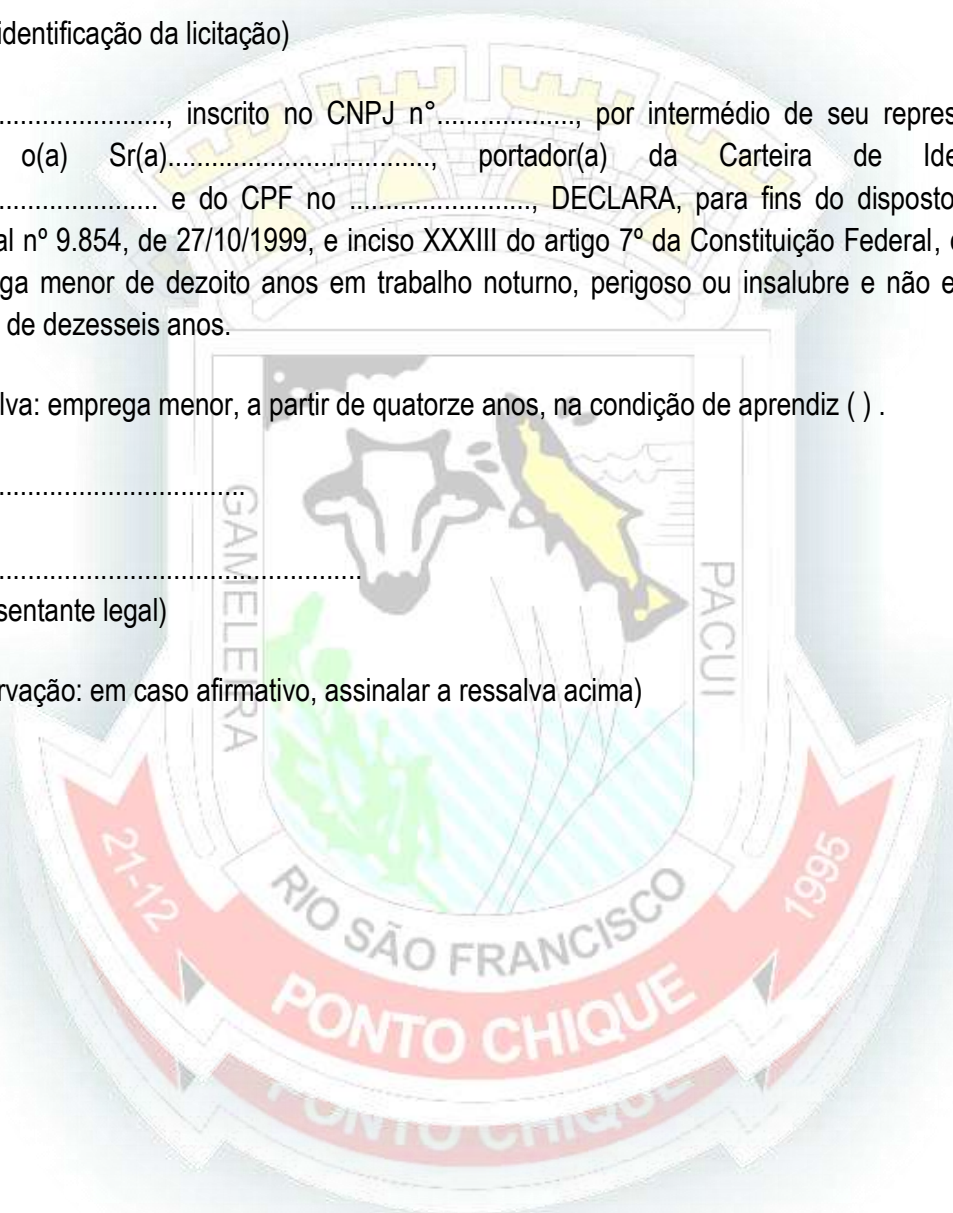 identificação da licitação)
........................, inscrito no CNPJ n°..................., por intermédio de seu repres
o(a) Sr(a)...................................., portador(a) da Carteira de Ide
...................... e do CPF no ........................, DECLARA, para fins do disposto
al nº 9.854, de 27/10/1999, e inciso XXXIII do artigo 7º da Constituição Federal,
ga menor de dezoito anos em trabalho noturno, perigoso ou insalubre e não e
de dezesseis anos.
lva: emprega menor, a partir de quatorze anos, na condição de aprendiz ( ) .
..................................
..................................................
sentante legal)
rvação: em caso afirmativo, assinalar a ressalva acima)
GAMELEIRA
PACUI
21-12
RIO SÃO FRANCISCO
1995
PONTO CHIQUE
PONTO CHIQUE